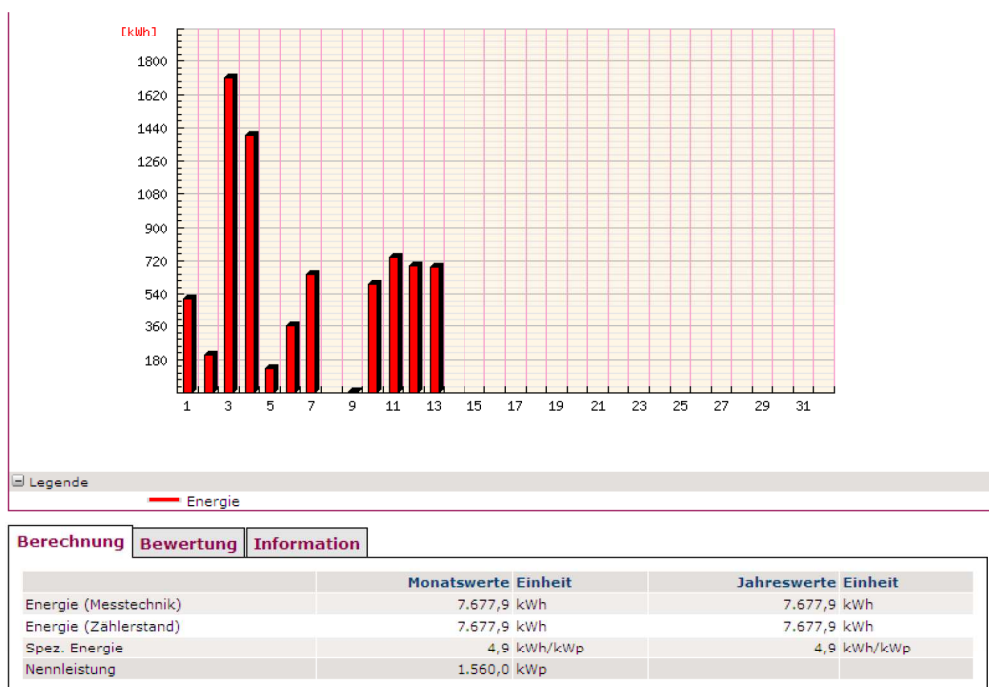 [kWh]
1800
1620
1440
1260
1080
900
720
540
360
180
1 3 5 7 9 11 13 15 17 19 21 23 25 27 29 31
Legende
Energie
Berechnung Bewertung Information
Monatswerte Einheit Jahreswerte Einheit
Energie (Messtechnik) 7.677,9 kWh 7.677,9 kWh
Energie (Zählerstand) 7.677,9 kWh 7.677,9 kWh
Spez. Energie 4,9 kWh/kWp 4,9 kWh/kWp
Nennleistung 1.560,0 kWp